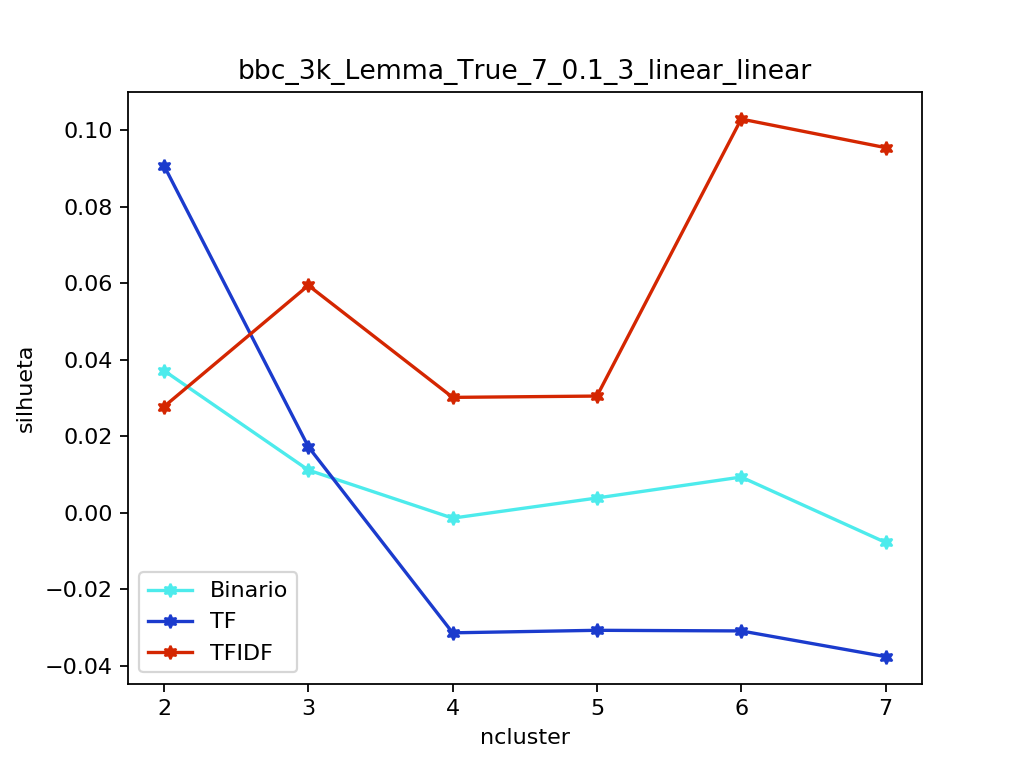 bbc_3k_Lemma_True_7_0.1_3_linear_linear
0.10
0.08
0.06
0.04
0.02
0.00
−0.02
−0.04
silhueta
Binario
TF
TFIDF
2 3 4 5 6 7
ncluster